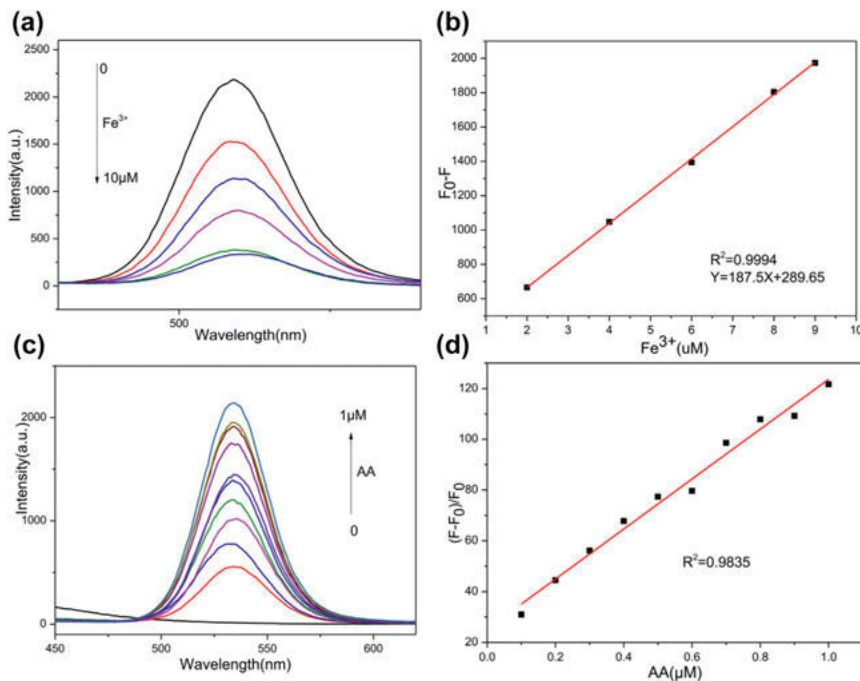 (a)
2500
2000
1500
1000
500
0
Intensity(a.u.)
0
Fe³⁺
10μM
500
Wavelength(nm)
(b)
2000
1800
1600
1400
1200
1000
800
600
F₀-F
R²=0.9994
Y=187.5X+289.65
1 2 3 4 5 6 7 8 9 10
Fe³⁺(uM)
(c)
2000
1000
0
Intensity(a.u.)
1μM
AA
0
450 500 550 600
Wavelength(nm)
(d)
120
100
80
60
40
20
(F-F₀)/F₀
R²=0.9835
0.0 0.2 0.4 0.6 0.8 1.0
AA(μM)